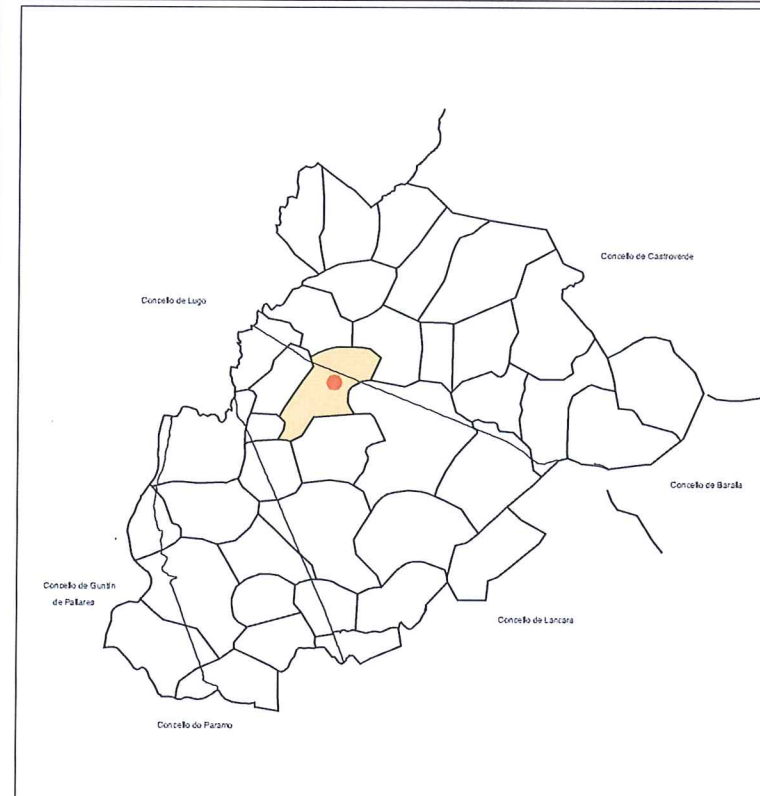 Concello de Castroverde
Concello de Lugo
Concello de Baralla
Concello de Guntín
de Pallares
Concello de Lancara
Concello do Paramo